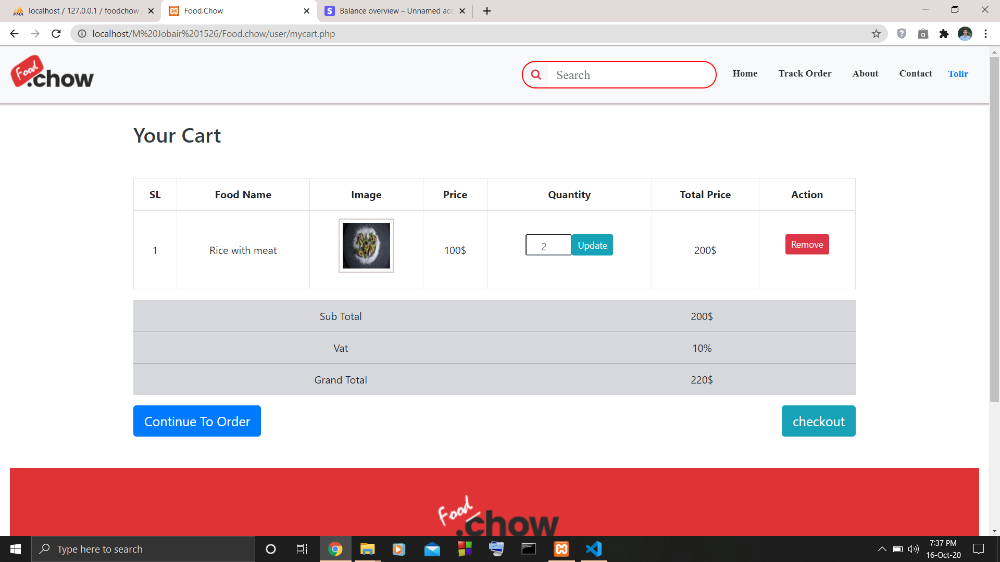 localhost / 127.0.0.1 / foodchow
Food.Chow
Balance overview – Unnamed acc
localhost/M%20Jobair%201526/Food.chow/user/mycart.php
Food
.chow
Search
Home
Track Order
About
Contact
Tolir
Your Cart
SL
Food Name
Image
Price
Quantity
Total Price
Action
1
Rice with meat
100$
2
Update
200$
Remove
Sub Total
200$
Vat
10%
Grand Total
220$
Continue To Order
checkout
Food
.chow
Type here to search
7:37 PM
16-Oct-20